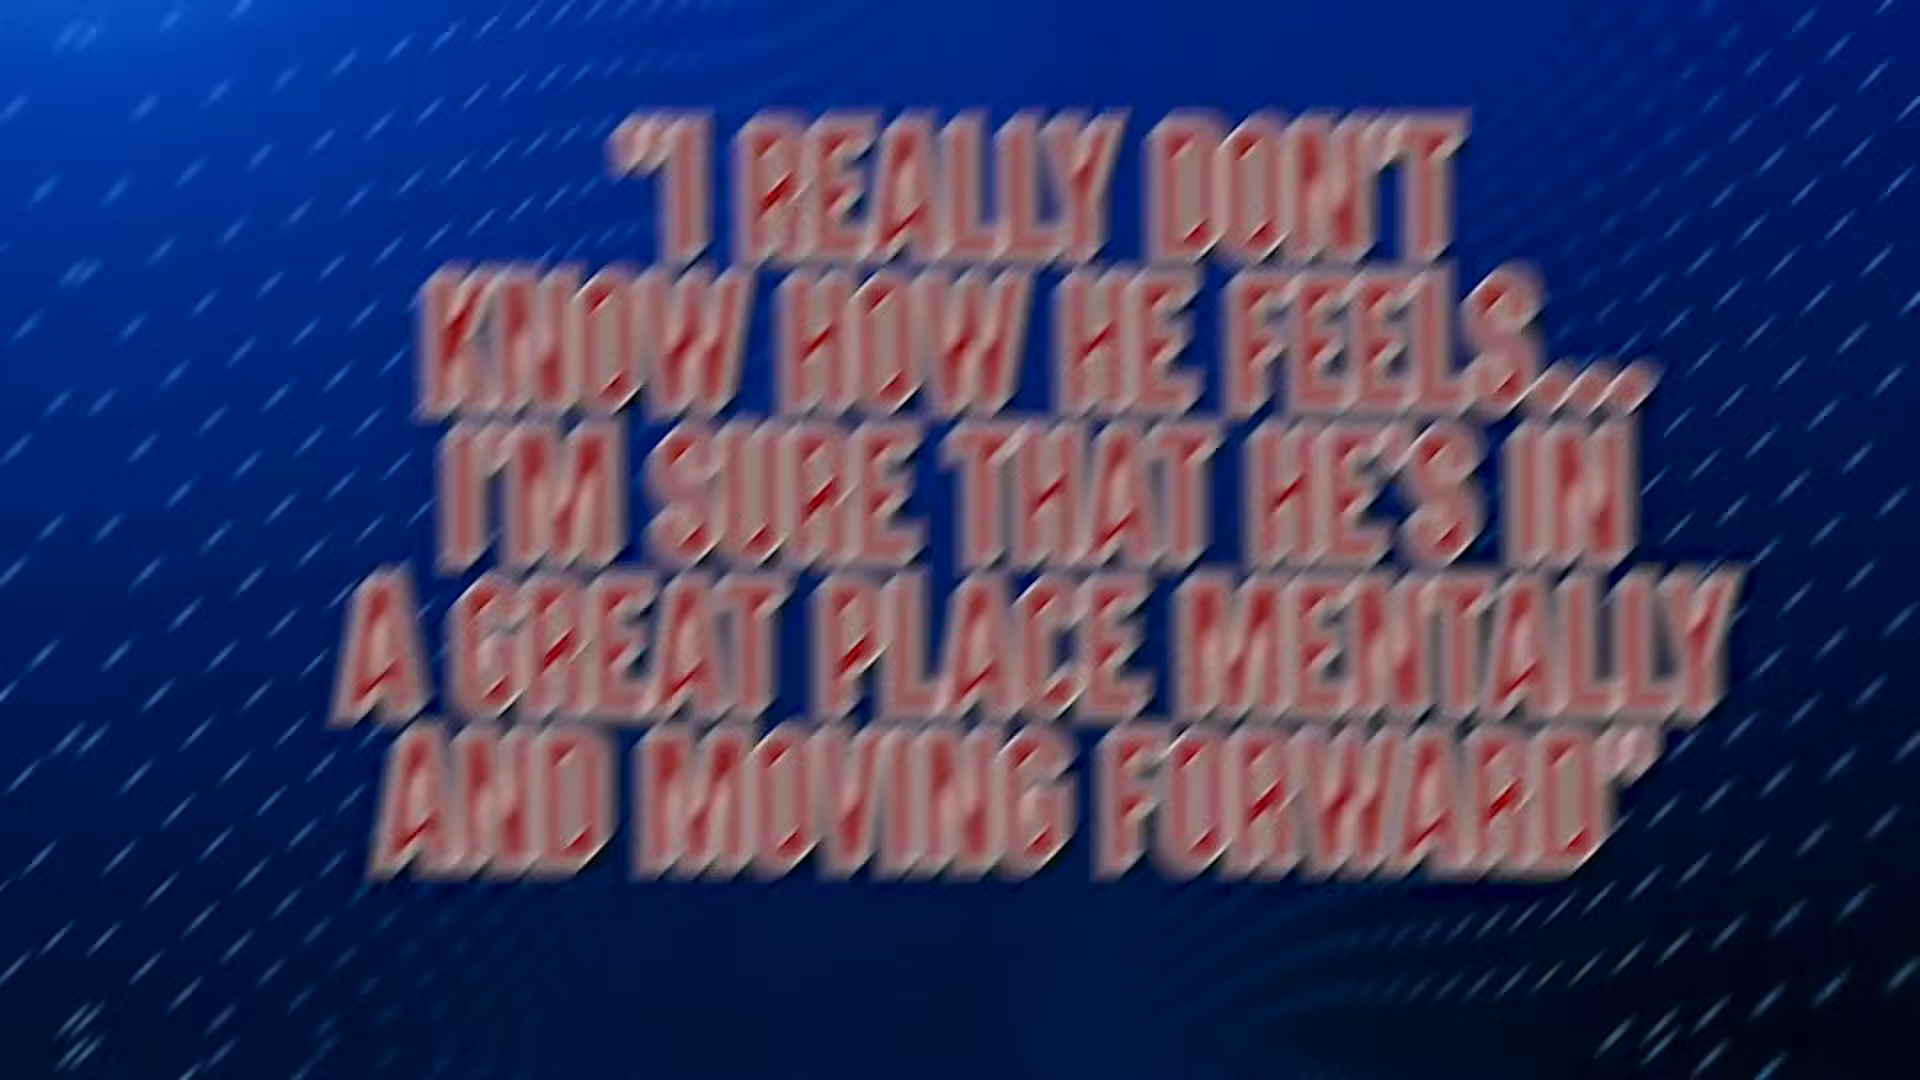 "I REALLY DON'T
KNOW HOW HE FEELS...
I'M SURE THAT HE'S IN
A GREAT PLACE MENTALLY
AND MOVING FORWARD"